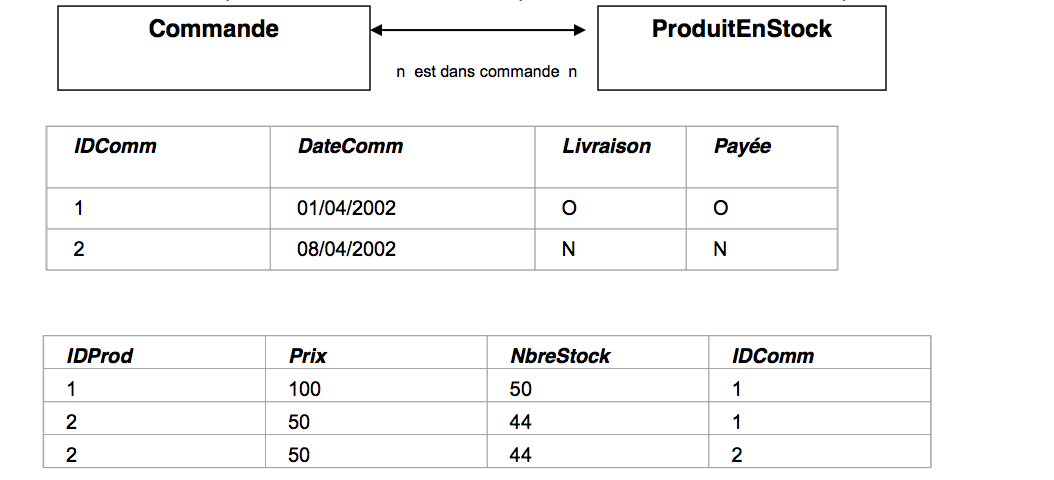 Commande ProduitEnStock
n est dans commande n
IDComm DateComm Livraison Payée
1 01/04/2002 O O
2 08/04/2002 N N
IDProd Prix NbreStock IDComm
1 100 50 1
2 50 44 1
2 50 44 2